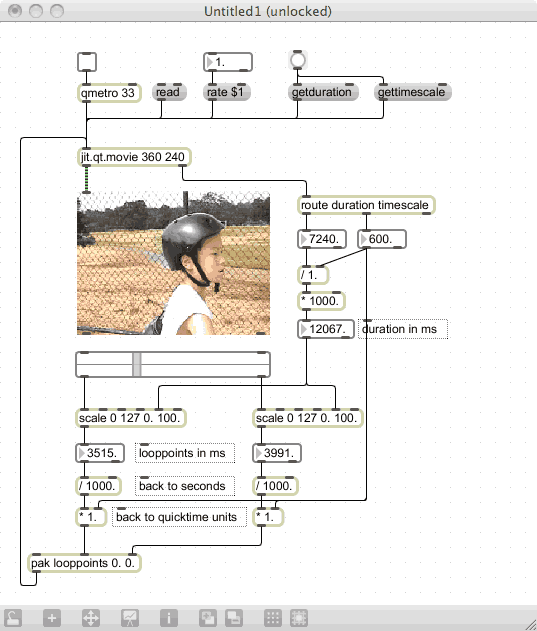 Untitled1 (unlocked)
1.
qmetro 33
read
rate $1
getduration
gettimescale
jit.qt.movie 360 240
route duration timescale
7240.
600.
/ 1.
* 1000.
12067.
duration in ms
scale 0 127 0. 100.
scale 0 127 0. 100.
3515.
looppoints in ms
3991.
/ 1000.
back to seconds
/ 1000.
* 1.
back to quicktime units
* 1.
pak looppoints 0. 0.